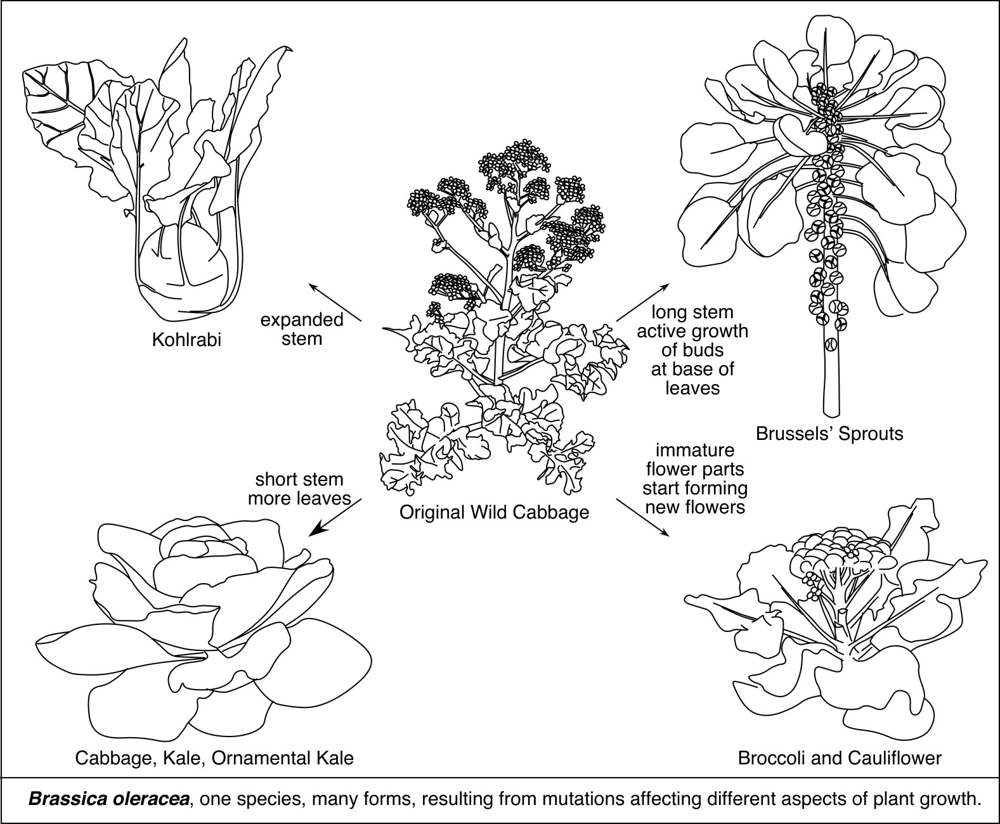 Kohlrabi
expanded
stem
long stem
active growth
of buds
at base of
leaves
Brussels’ Sprouts
Original Wild Cabbage
short stem
more leaves
immature
flower parts
start forming
new flowers
Cabbage, Kale, Ornamental Kale
Broccoli and Cauliflower
Brassica oleracea, one species, many forms, resulting from mutations affecting different aspects of plant growth.